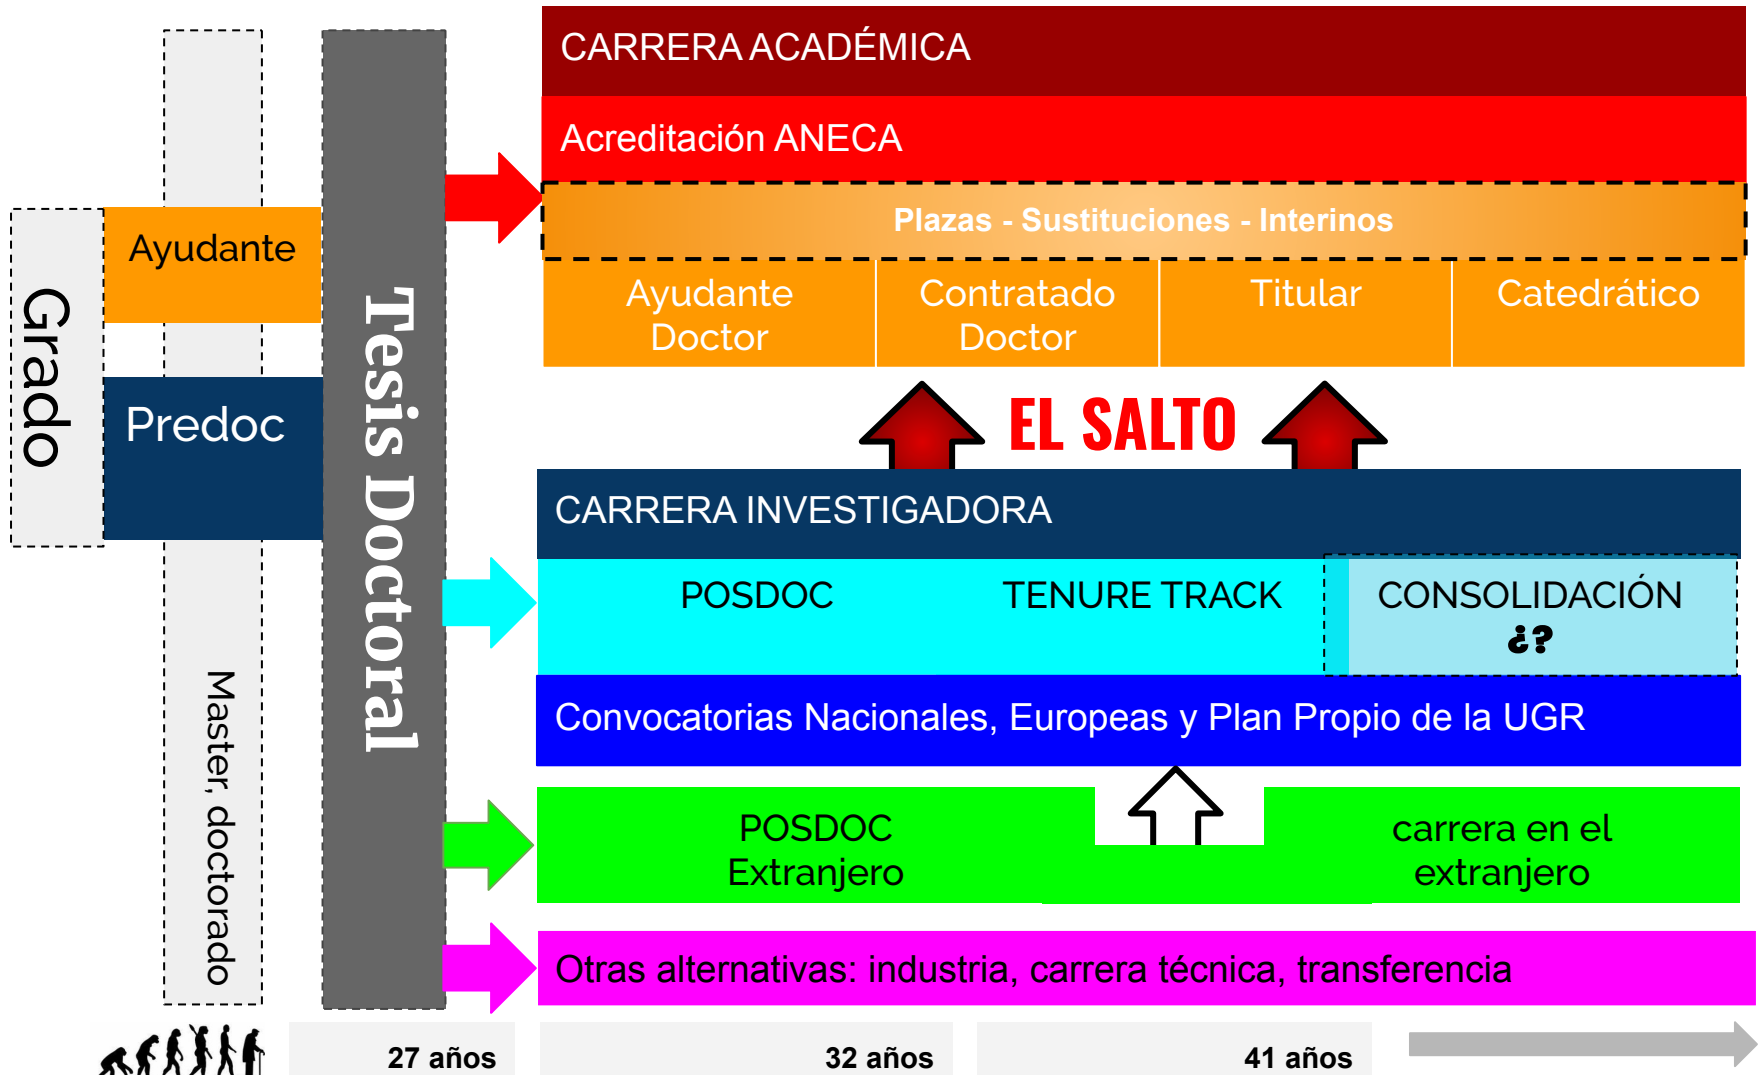 Grado
Ayudante
Predoc
Master, doctorado
Tesis Doctoral
CARRERA ACADÉMICA
Acreditación ANECA
Plazas - Sustituciones - Interinos
Ayudante
Doctor
Contratado
Doctor
Titular
Catedrático
EL SALTO
CARRERA INVESTIGADORA
POSDOC
TENURE TRACK
CONSOLIDACIÓN
¿?
Convocatorias Nacionales, Europeas y Plan Propio de la UGR
POSDOC
Extranjero
carrera en el
extranjero
Otras alternativas: industria, carrera técnica, transferencia
27 años
32 años
41 años